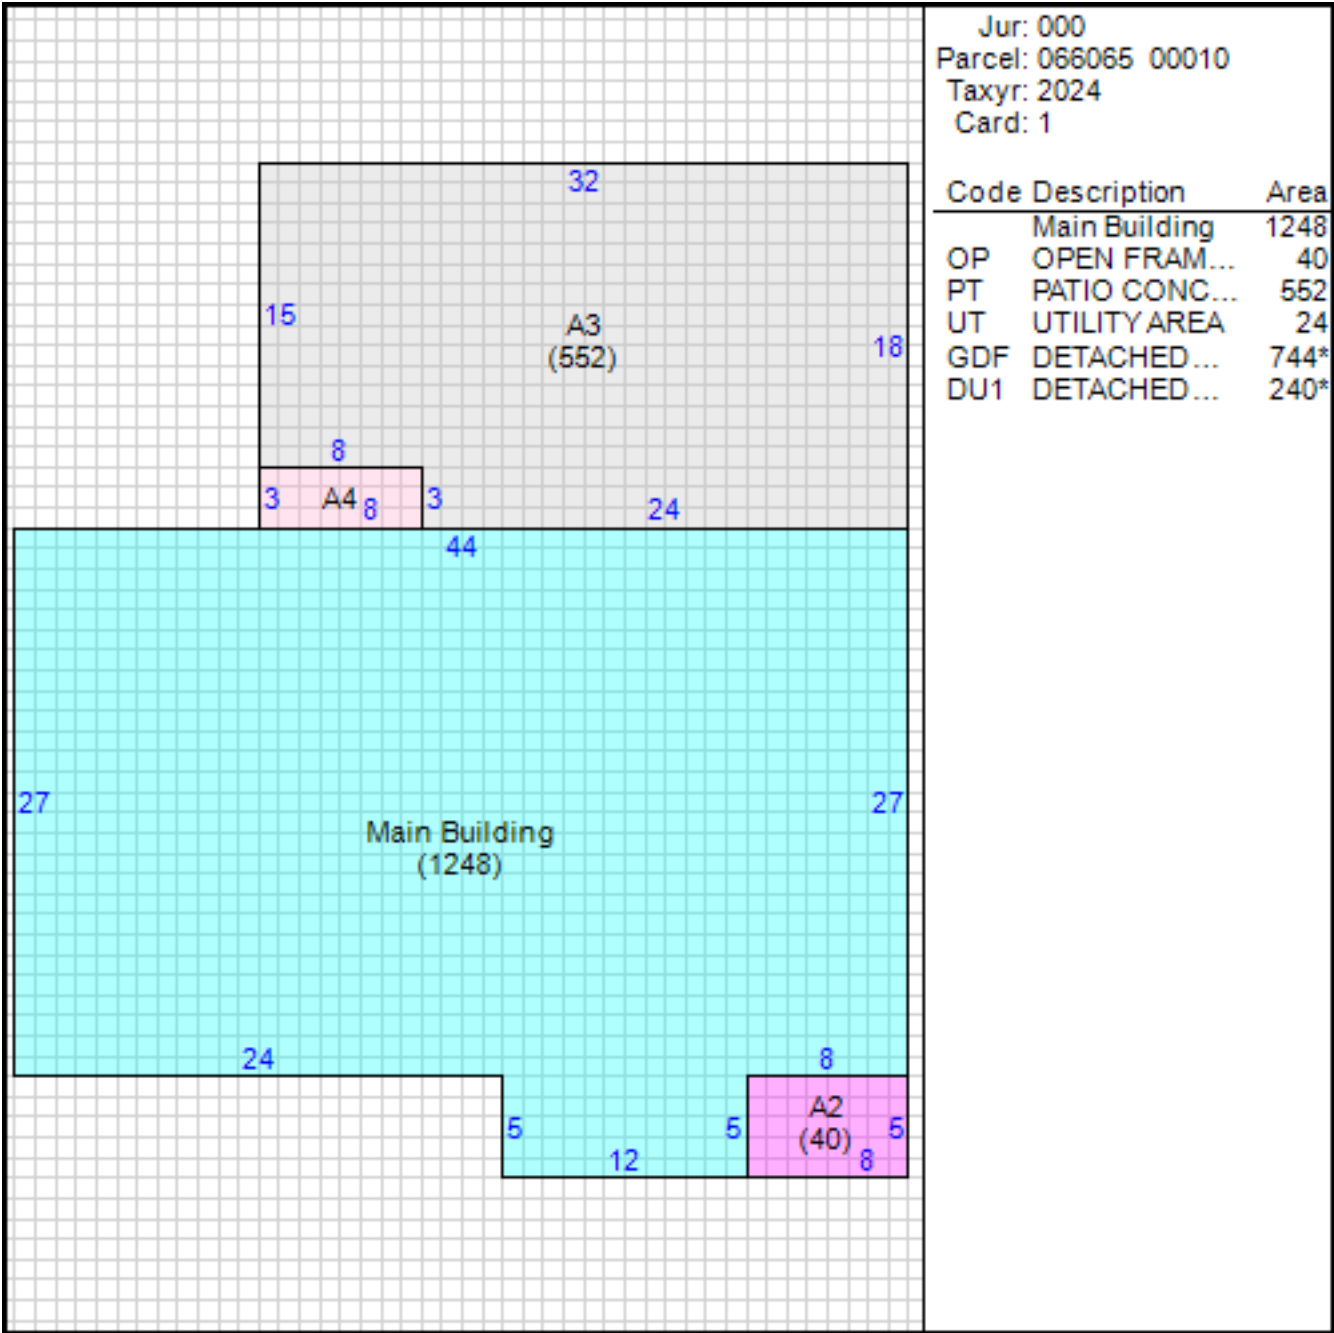 Jur: 000
Parcel: 066065 00010
Taxyr: 2024
Card: 1
Code Description Area
Main Building 1248
OP OPEN FRAM... 40
PT PATIO CONC... 552
UT UTILITY AREA 24
GDF DETACHED... 744*
DU1 DETACHED... 240*
32
15
A3
(552)
18
8
3
A4
8
3
24
44
27
27
Main Building
(1248)
24
8
5
12
5
A2
(40)
5
8